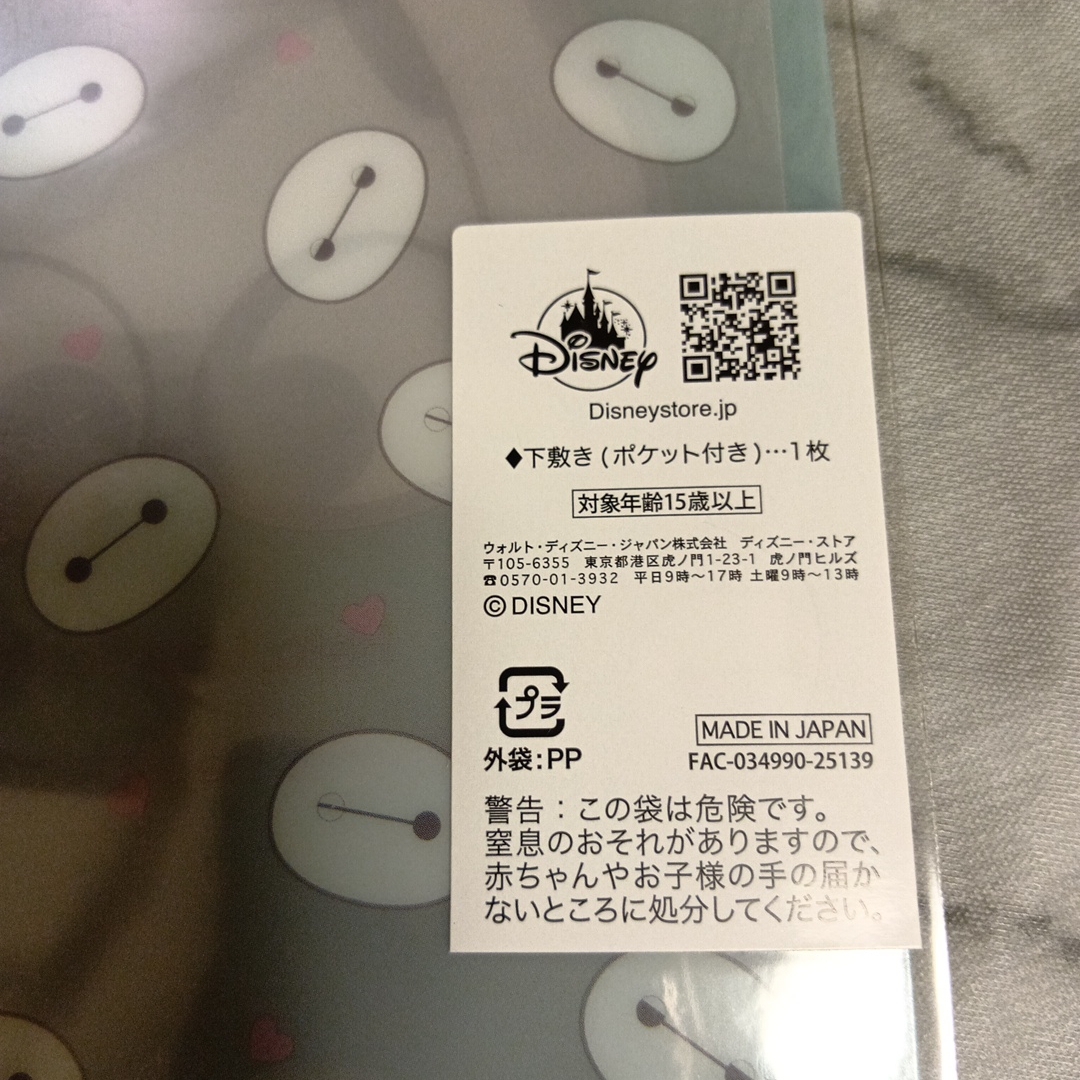 Disney
Disneystore.jp
♦下敷き(ポケット付き)…1枚
対象年齢15歳以上
ウォルト・ディズニー・ジャパン株式会社 ディズニー・ストア
〒105-6355 東京都港区虎ノ門1-23-1 虎ノ門ヒルズ
☎0570-01-3932 平日9時〜17時 土曜9時〜13時
©DISNEY
プラ
外袋:PP
MADE IN JAPAN
FAC-034990-25139
警告：この袋は危険です。
窒息のおそれがありますので、
赤ちゃんやお子様の手の届か
ないところに処分してください。